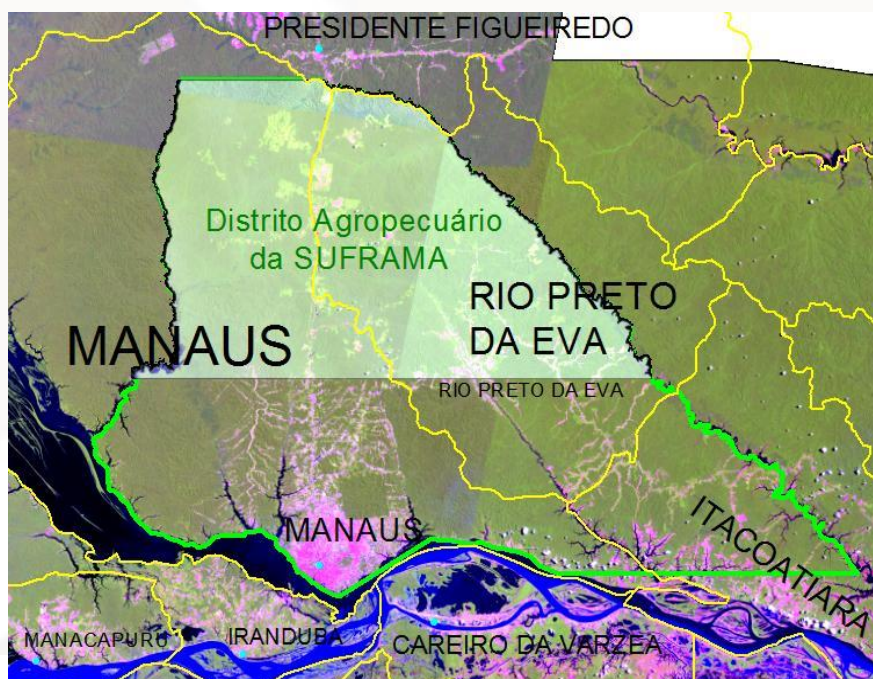 PRESIDENTE FIGUEIREDO
Distrito Agropecuário
da SUFRAMA
RIO PRETO
DA EVA
MANAUS
RIO PRETO DA EVA
MANAUS
ITACOATIARA
MANACAPURU
IRANDUBA
CAREIRO DA VARZEA